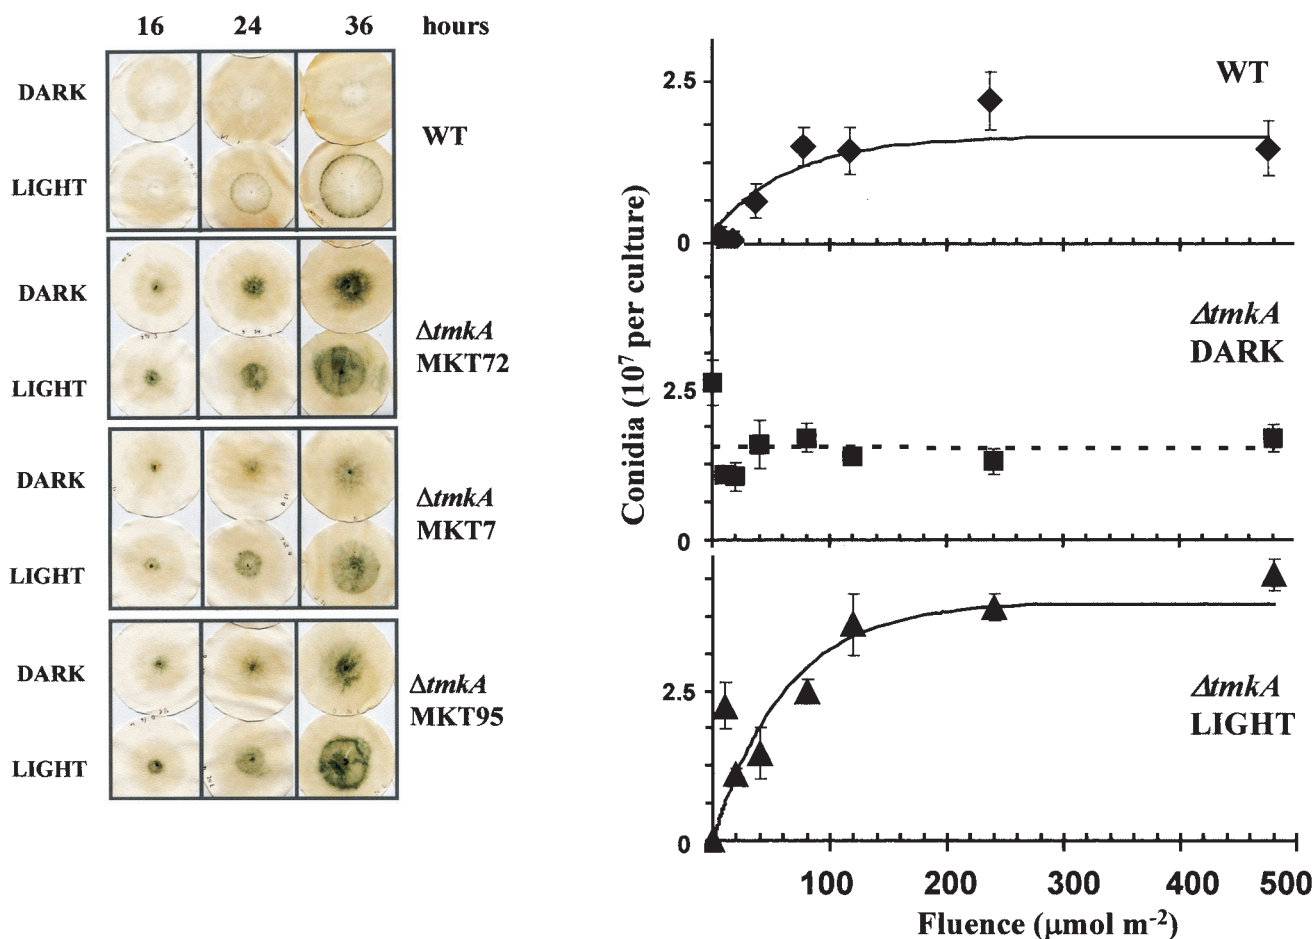 16 24 36 hours
DARK
WT
LIGHT
DARK
ΔtmkA
MKT72
LIGHT
DARK
ΔtmkA
MKT7
LIGHT
DARK
ΔtmkA
MKT95
LIGHT
Conidia (10⁷ per culture)
2.5
WT
0
ΔtmkA
DARK
2.5
0
ΔtmkA
LIGHT
2.5
0
100 200 300 400 500
Fluence (μmol m⁻²)